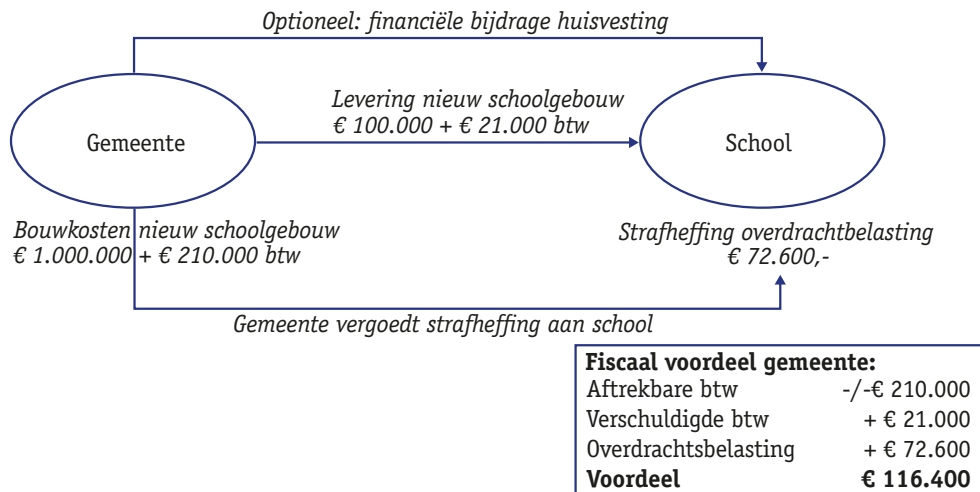 Optioneel: financiële bijdrage huisvesting
Gemeente
Levering nieuw schoolgebouw
€ 100.000 + € 21.000 btw
School
Bouwkosten nieuw schoolgebouw
€ 1.000.000 + € 210.000 btw
Strafheffing overdrachtbelasting
€ 72.600,-
Gemeente vergoedt strafheffing aan school
Fiscaal voordeel gemeente:
Aftrekbare btw -/-€ 210.000
Verschuldigde btw + € 21.000
Overdrachtsbelasting + € 72.600
Voordeel € 116.400